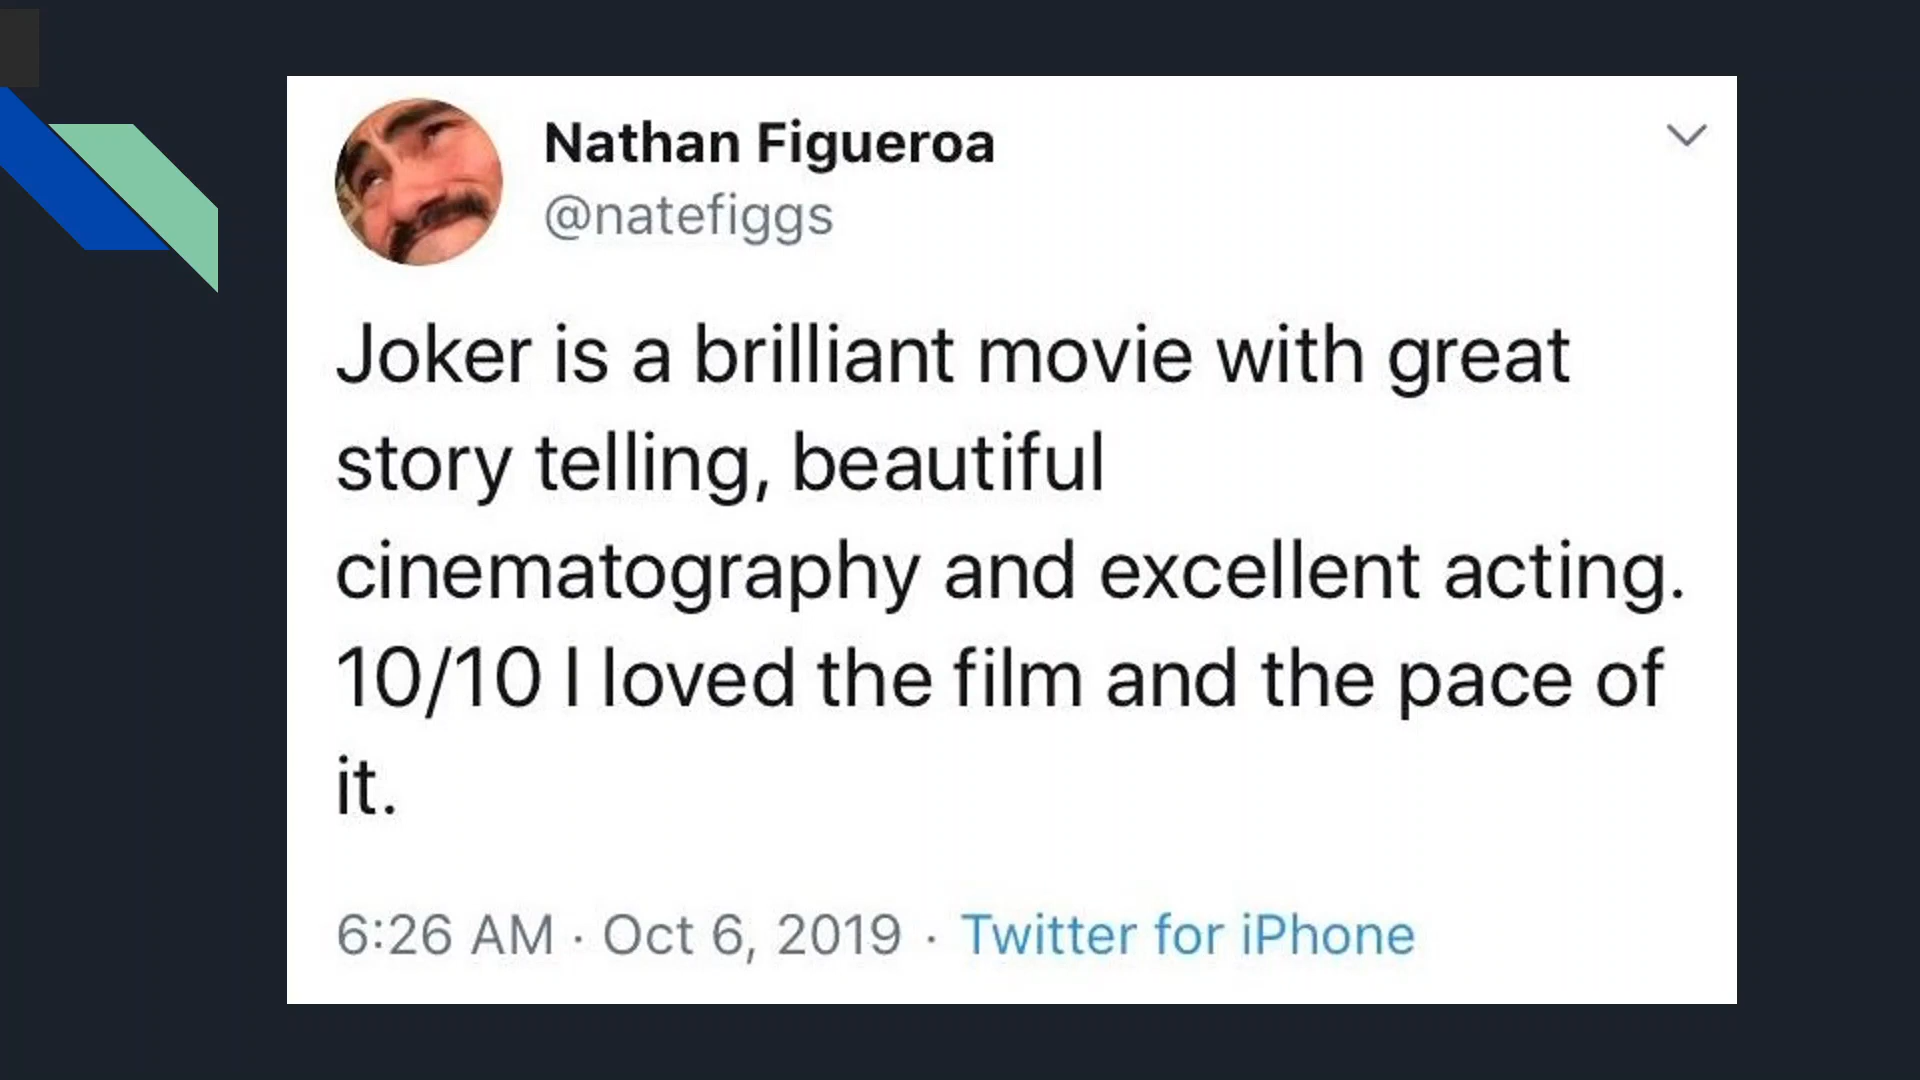 Nathan Figueroa
@natefiggs
Joker is a brilliant movie with great
story telling, beautiful
cinematography and excellent acting.
10/10 I loved the film and the pace of
it.
6:26 AM · Oct 6, 2019 · Twitter for iPhone